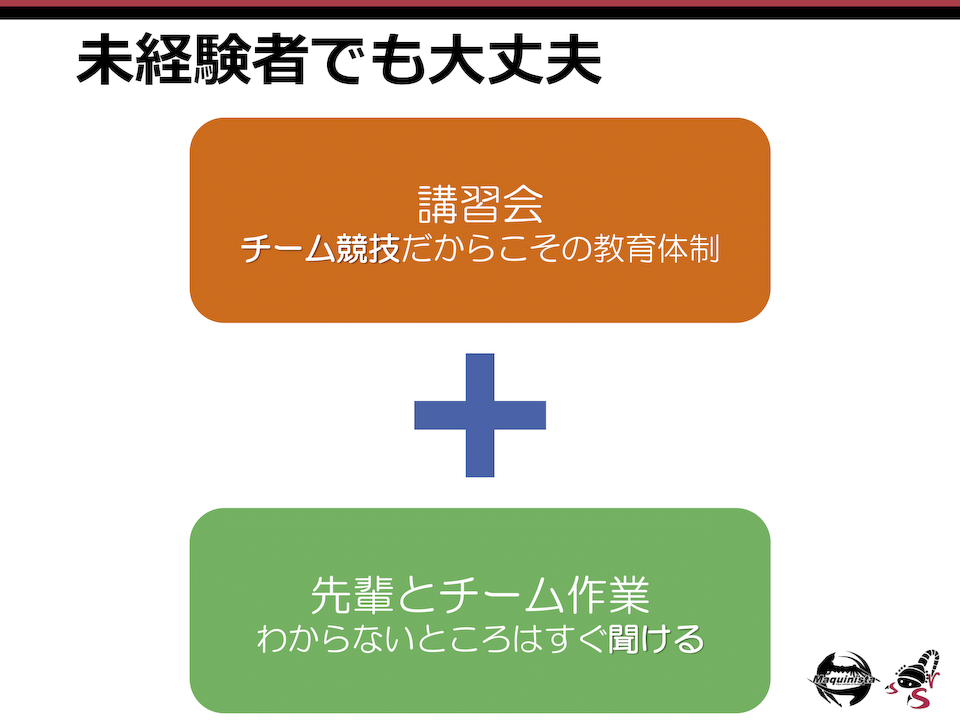 未経験者でも大丈夫
講習会
チーム競技だからこその教育体制
先輩とチーム作業
わからないところはすぐ聞ける
Maquinista